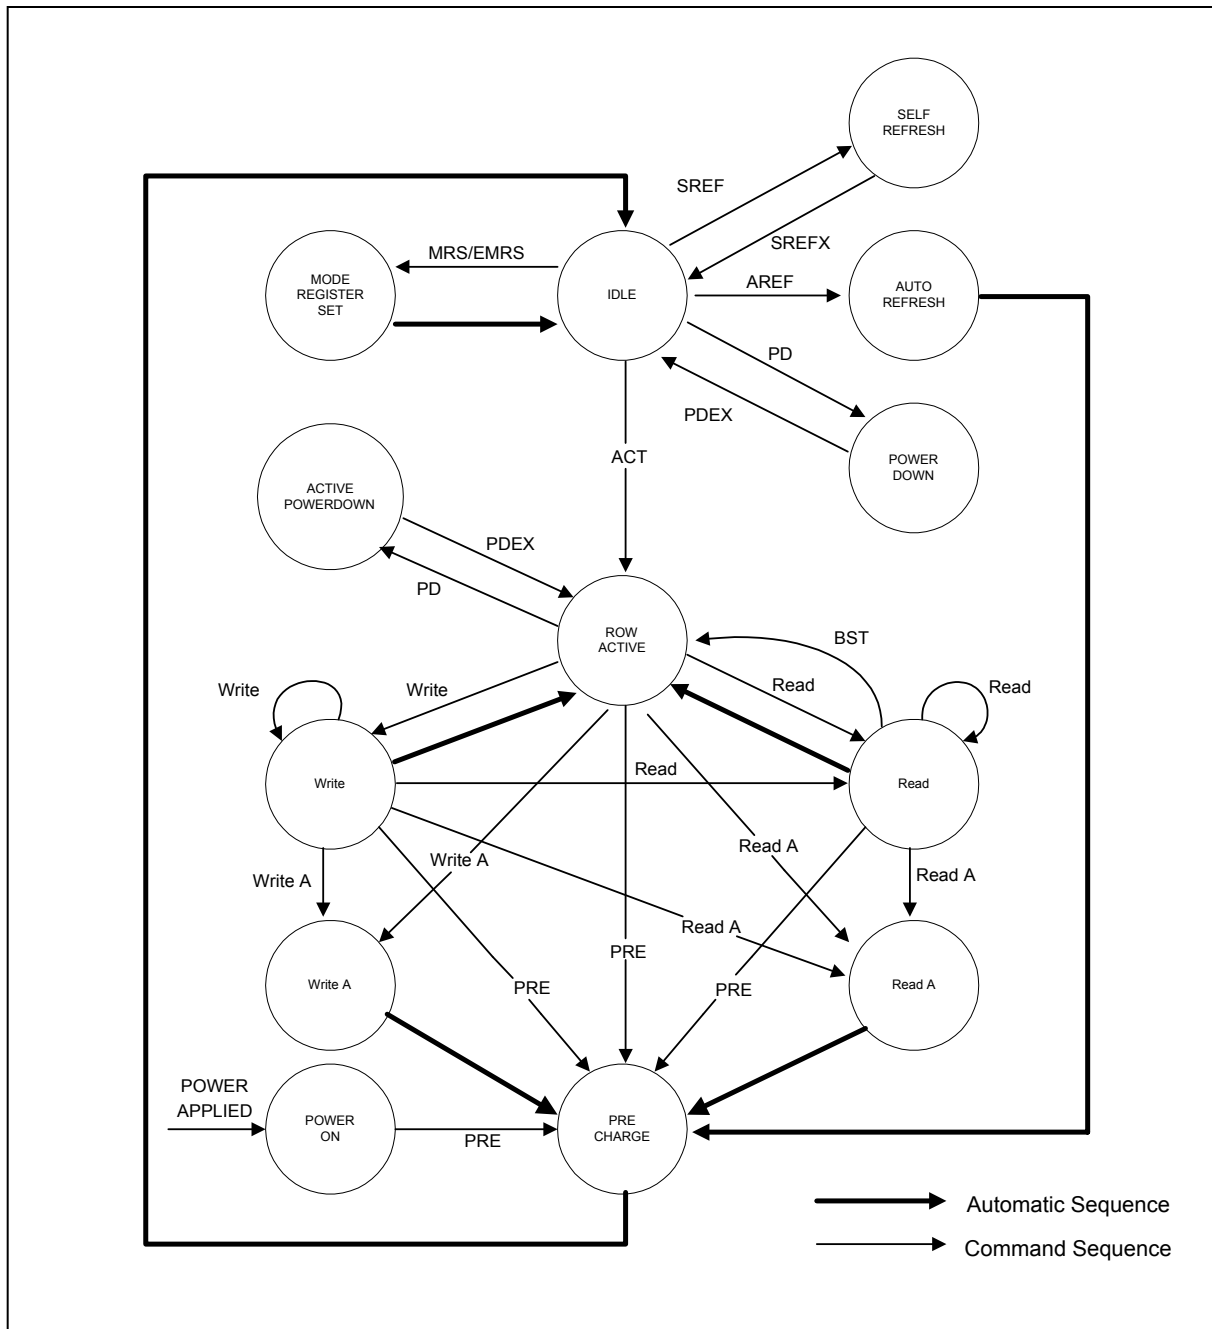 SELF
REFRESH
SREF
SREFX
MRS/EMRS
MODE
REGISTER
SET
IDLE
AREF
AUTO
REFRESH
PD
PDEX
POWER
DOWN
ACT
ACTIVE
POWERDOWN
PDEX
PD
ROW
ACTIVE
BST
Write
Write
Read
Read
Write
Read
Read
Write A
Write A
Read A
Read A
Read A
Write A
PRE
PRE
PRE
Read A
POWER
APPLIED
POWER
ON
PRE
PRE
CHARGE
Automatic Sequence
Command Sequence